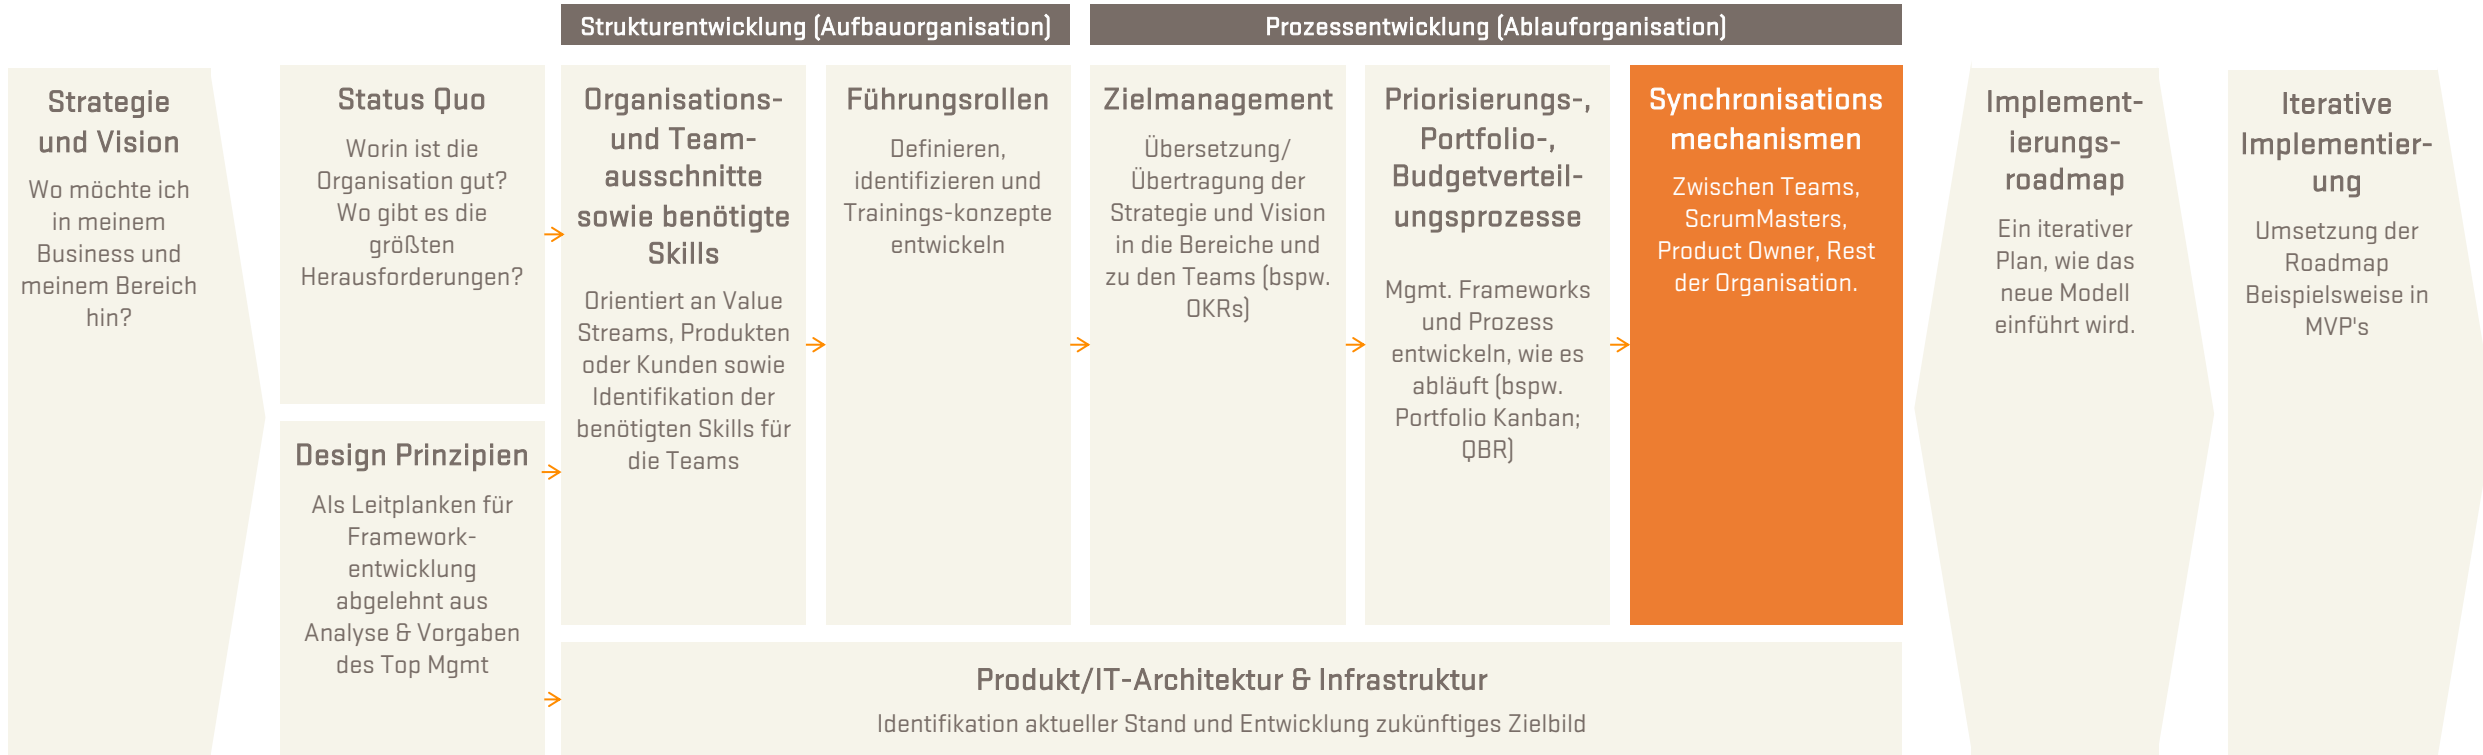 Strukturentwicklung (Aufbauorganisation)
Prozessentwicklung (Ablauforganisation)
Strategie
und Vision
Wo möchte ich
in meinem
Business und
meinem Bereich
hin?
Status Quo
Worin ist die
Organisation gut?
Wo gibt es die
größten
Herausforderungen?
Design Prinzipien
Als Leitplanken für
Framework-
entwicklung
abgelehnt aus
Analyse & Vorgaben
des Top Mgmt
Organisations-
und Team-
ausschnitte
sowie benötigte
Skills
Orientiert an Value
Streams, Produkten
oder Kunden sowie
Identifikation der
benötigten Skills für
die Teams
Führungsrollen
Definieren,
identifizieren und
Trainings-konzepte
entwickeln
Zielmanagement
Übersetzung/
Übertragung der
Strategie und Vision
in die Bereiche und
zu den Teams (bspw.
OKRs)
Priorisierungs-,
Portfolio-,
Budgetverteil-
ungsprozesse
Mgmt. Frameworks
und Prozess
entwickeln, wie es
abläuft (bspw.
Portfolio Kanban;
QBR)
Synchronisations
mechanismen
Zwischen Teams,
ScrumMasters,
Product Owner, Rest
der Organisation.
Produkt/IT-Architektur & Infrastruktur
Identifikation aktueller Stand und Entwicklung zukünftiges Zielbild
Implement-
ierungs-
roadmap
Ein iterativer
Plan, wie das
neue Modell
einführt wird.
Iterative
Implementier-
ung
Umsetzung der
Roadmap
Beispielsweise in
MVP's